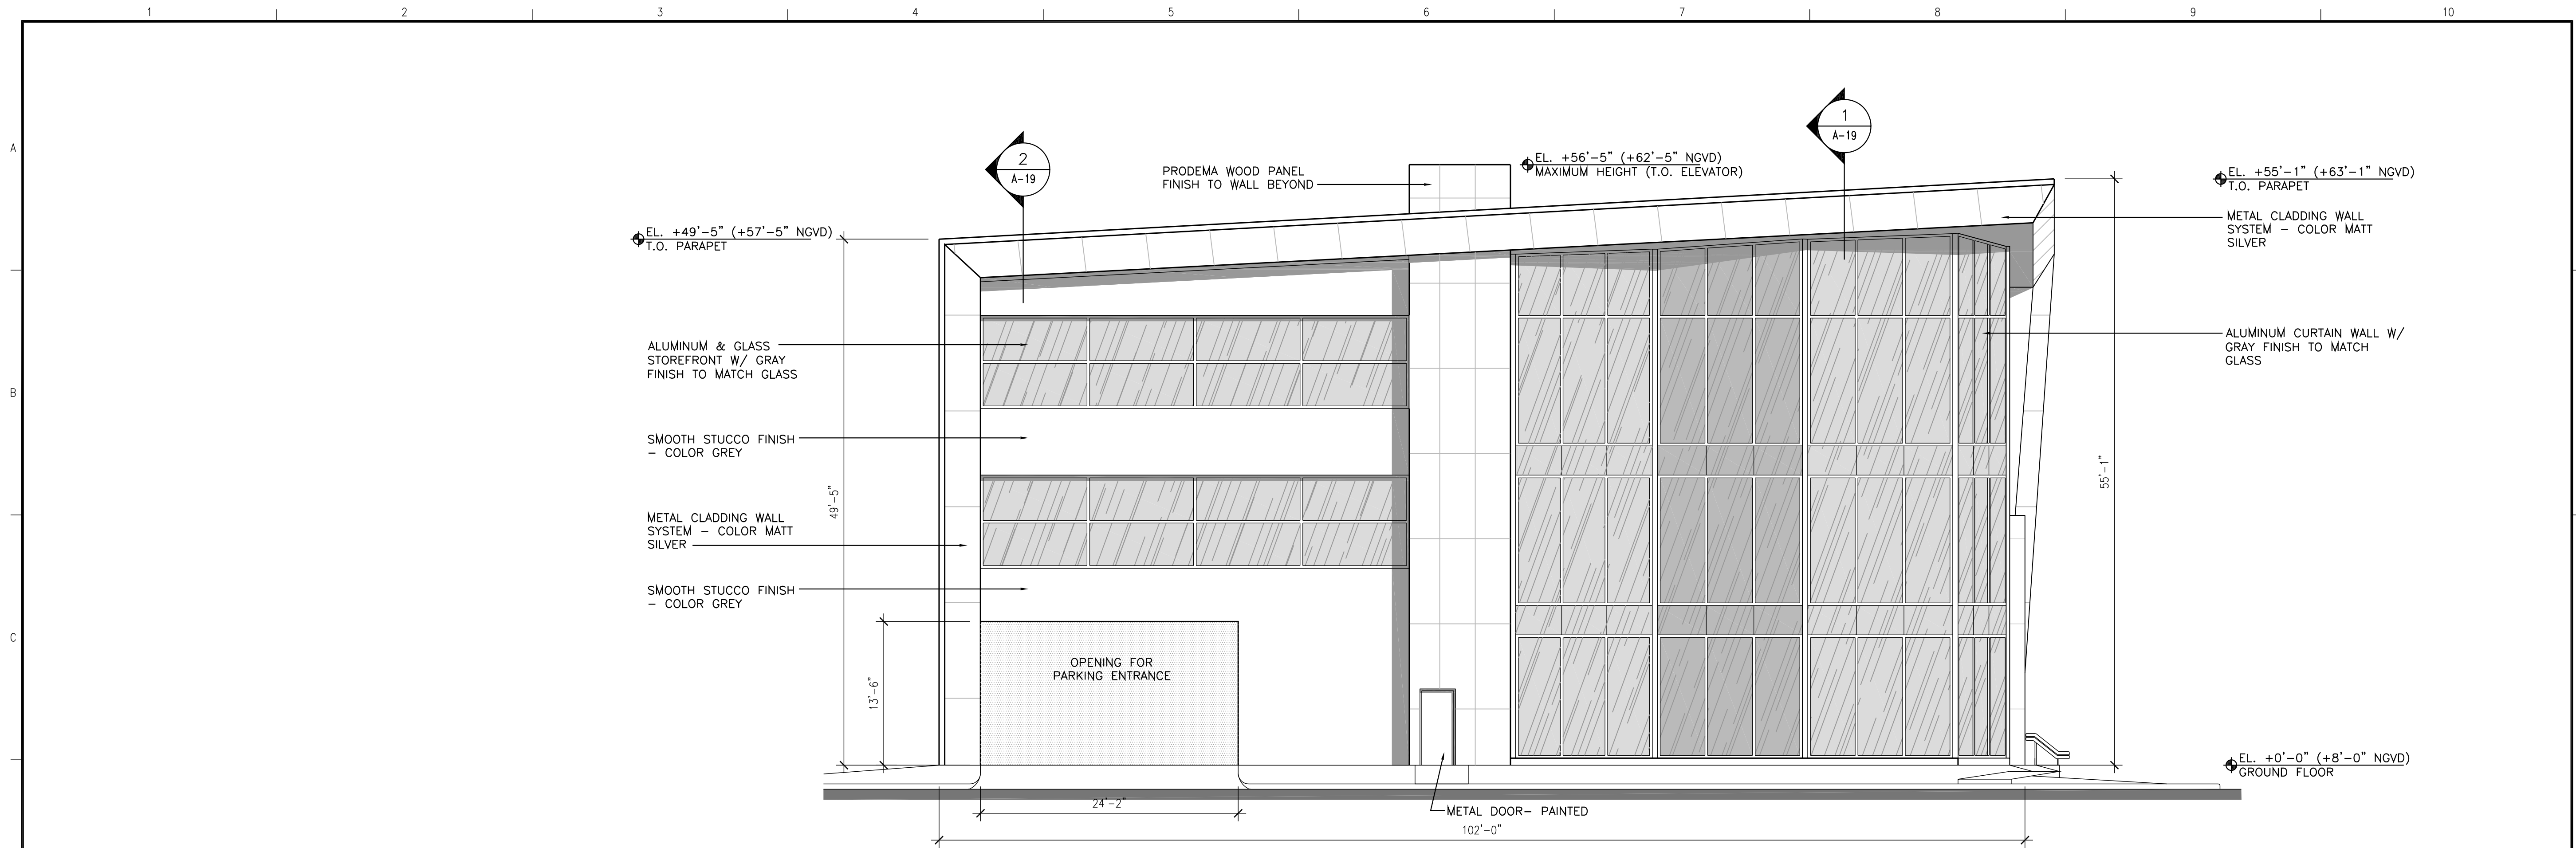 1 2 3 4 5 6 7 8 9 10
A
B
C
1
A-19
2
A-19
PRODEMA WOOD PANEL
FINISH TO WALL BEYOND
EL. +56'-5" (+62'-5" NGVD)
MAXIMUM HEIGHT (T.O. ELEVATOR)
EL. +55'-1" (+63'-1" NGVD)
T.O. PARAPET
EL. +49'-5" (+57'-5" NGVD)
T.O. PARAPET
METAL CLADDING WALL
SYSTEM - COLOR MATT
SILVER
ALUMINUM & GLASS
STOREFRONT W/ GRAY
FINISH TO MATCH GLASS
ALUMINUM CURTAIN WALL W/
GRAY FINISH TO MATCH
GLASS
SMOOTH STUCCO FINISH
- COLOR GREY
49'-5"
55'-1"
METAL CLADDING WALL
SYSTEM - COLOR MATT
SILVER
SMOOTH STUCCO FINISH
- COLOR GREY
OPENING FOR
PARKING ENTRANCE
13'-6"
EL. +0'-0" (+8'-0" NGVD)
GROUND FLOOR
24'-2"
METAL DOOR- PAINTED
102'-0"